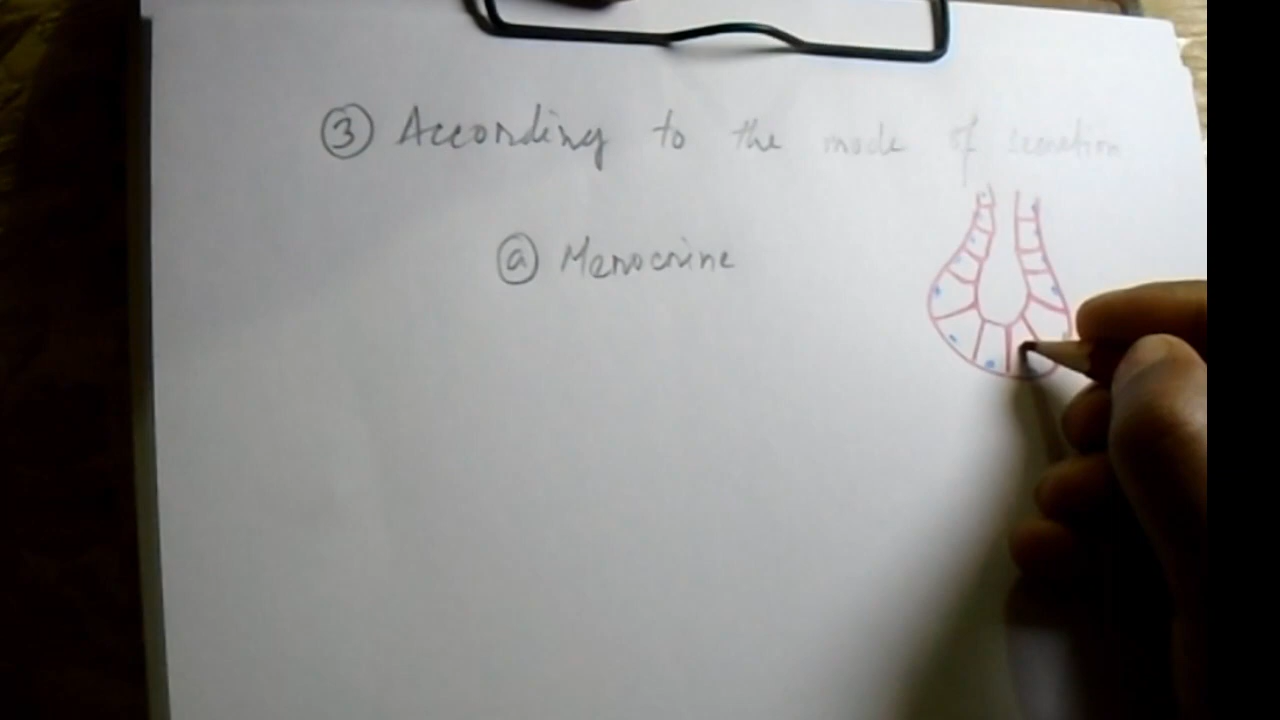 ③ According to the mode of secretion
ⓐ Merocrine